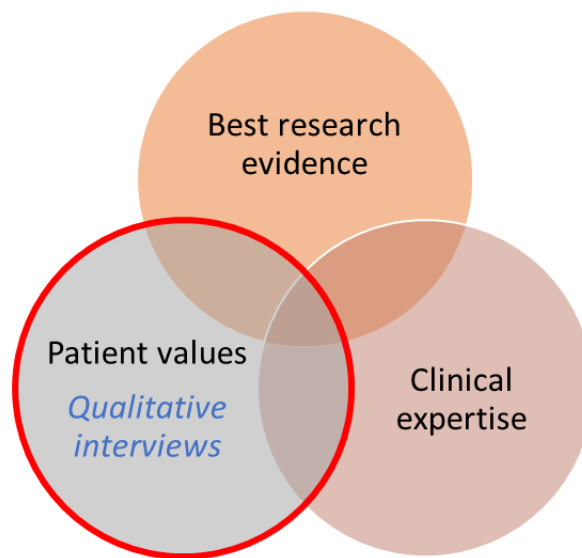 Best research
evidence
Patient values
Qualitative
interviews
Clinical
expertise